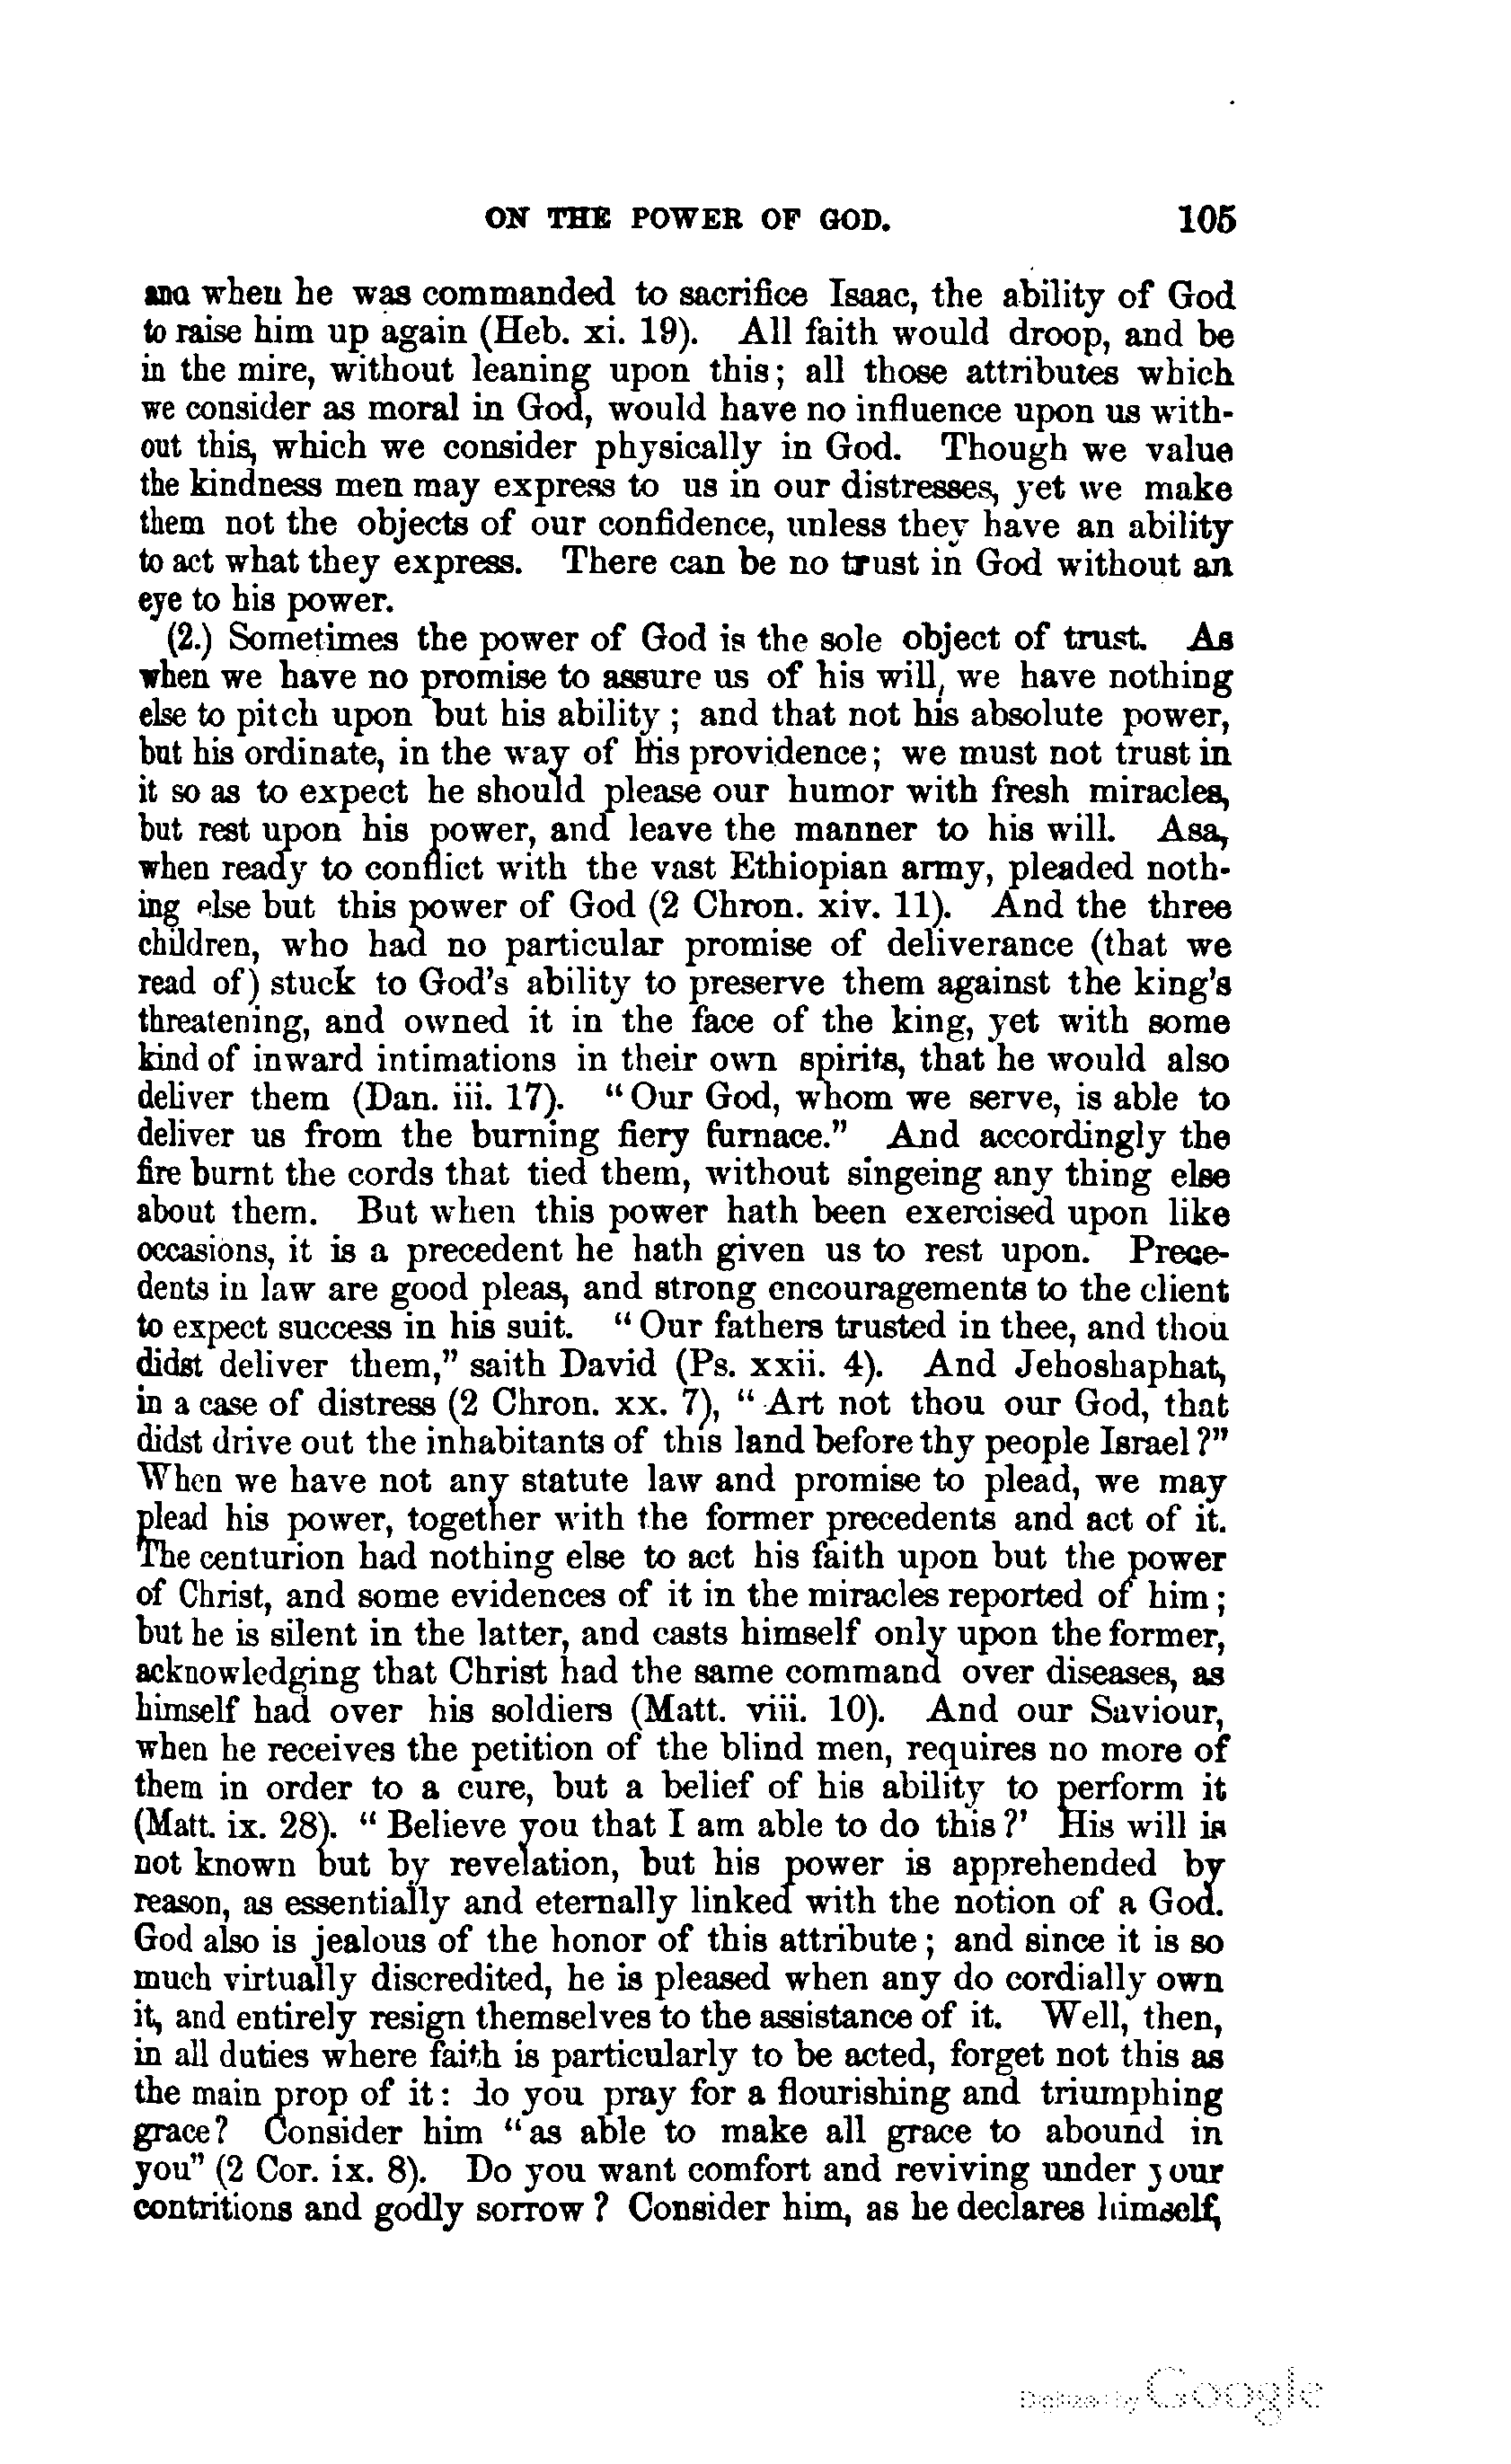 ON THE POWER OF GOD. 105
and when he was commanded to sacrifice Isaac, the ability of God
to raise him up again (Heb. xi. 19). All faith would droop, and be
in the mire, without leaning upon this; all those attributes which
we consider as moral in God, would have no influence upon us with-
out this, which we consider physically in God. Though we value
the kindness men may express to us in our distresses, yet we make
them not the objects of our confidence, unless they have an ability
to act what they express. There can be no trust in God without an
eye to his power.
(2.) Sometimes the power of God is the sole object of trust. As
when we have no promise to assure us of his will, we have nothing
else to pitch upon but his ability; and that not his absolute power,
but his ordinate, in the way of his providence; we must not trust in
it so as to expect he should please our humor with fresh miracles,
but rest upon his power, and leave the manner to his will. Asa,
when ready to conflict with the vast Ethiopian army, pleaded noth-
ing else but this power of God (2 Chron. xiv. 11). And the three
children, who had no particular promise of deliverance (that we
read of) stuck to God's ability to preserve them against the king's
threatening, and owned it in the face of the king, yet with some
kind of inward intimations in their own spirits, that he would also
deliver them (Dan. iii. 17). "Our God, whom we serve, is able to
deliver us from the burning fiery furnace." And accordingly the
fire burnt the cords that tied them, without singeing any thing else
about them. But when this power hath been exercised upon like
occasions, it is a precedent he hath given us to rest upon. Prece-
dents in law are good pleas, and strong encouragements to the client
to expect success in his suit. "Our fathers trusted in thee, and thou
didst deliver them," saith David (Ps. xxii. 4). And Jehoshaphat,
in a case of distress (2 Chron. xx. 7), "Art not thou our God, that
didst drive out the inhabitants of this land before thy people Israel?"
When we have not any statute law and promise to plead, we may
plead his power, together with the former precedents and act of it.
The centurion had nothing else to act his faith upon but the power
of Christ, and some evidences of it in the miracles reported of him;
but he is silent in the latter, and casts himself only upon the former,
acknowledging that Christ had the same command over diseases, as
himself had over his soldiers (Matt. viii. 10). And our Saviour,
when he receives the petition of the blind men, requires no more of
them in order to a cure, but a belief of his ability to perform it
(Matt. ix. 28). "Believe you that I am able to do this?' His will is
not known but by revelation, but his power is apprehended by
reason, as essentially and eternally linked with the notion of a God.
God also is jealous of the honor of this attribute; and since it is so
much virtually discredited, he is pleased when any do cordially own
it, and entirely resign themselves to the assistance of it. Well, then,
in all duties where faith is particularly to be acted, forget not this as
the main prop of it: do you pray for a flourishing and triumphing
grace? Consider him "as able to make all grace to abound in
you" (2 Cor. ix. 8). Do you want comfort and reviving under your
contritions and godly sorrow? Consider him, as he declares himself,
Digitized by Google